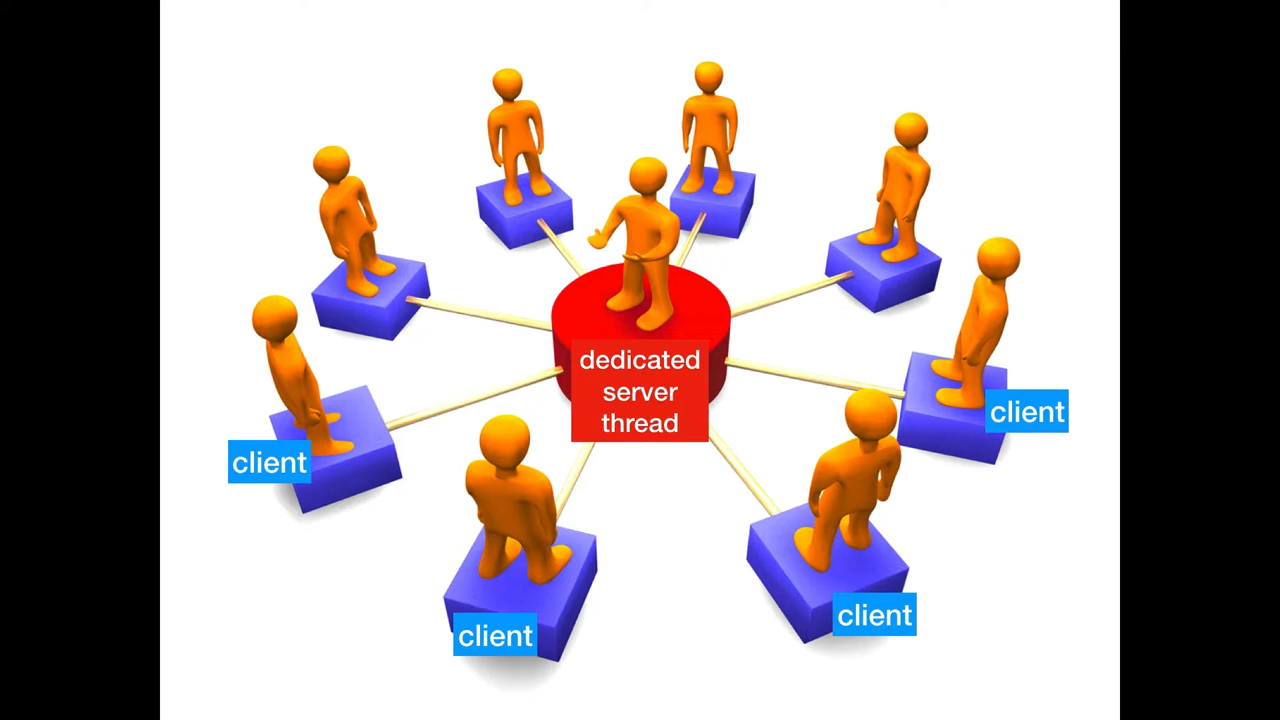 dedicated
server
thread
client
client
client
client